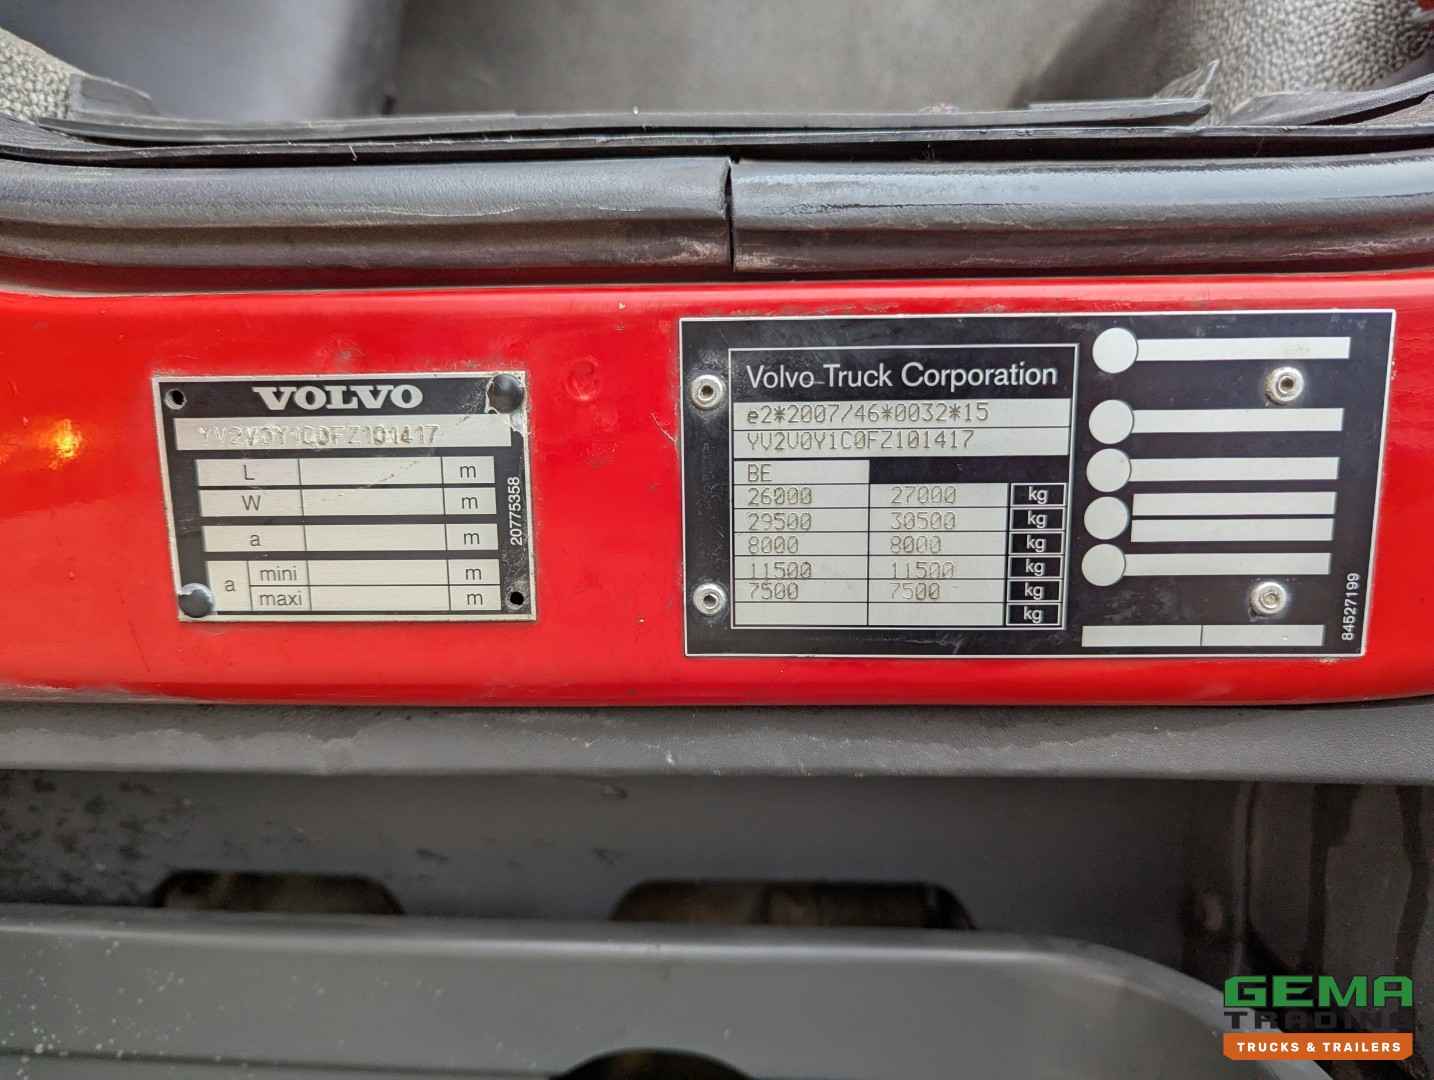 VOLVO
YV2V0Y1C0FZ101417
L m
W m
a m
a mini m
maxi m
20775358
Volvo Truck Corporation
e2*2007/46*0032*15
YV2V0Y1C0FZ101417
BE
26000 27000 kg
29500 30500 kg
8000 8000 kg
11500 11500 kg
7500 7500 kg
kg
84527199
GEMA
TRADING
TRUCKS & TRAILERS